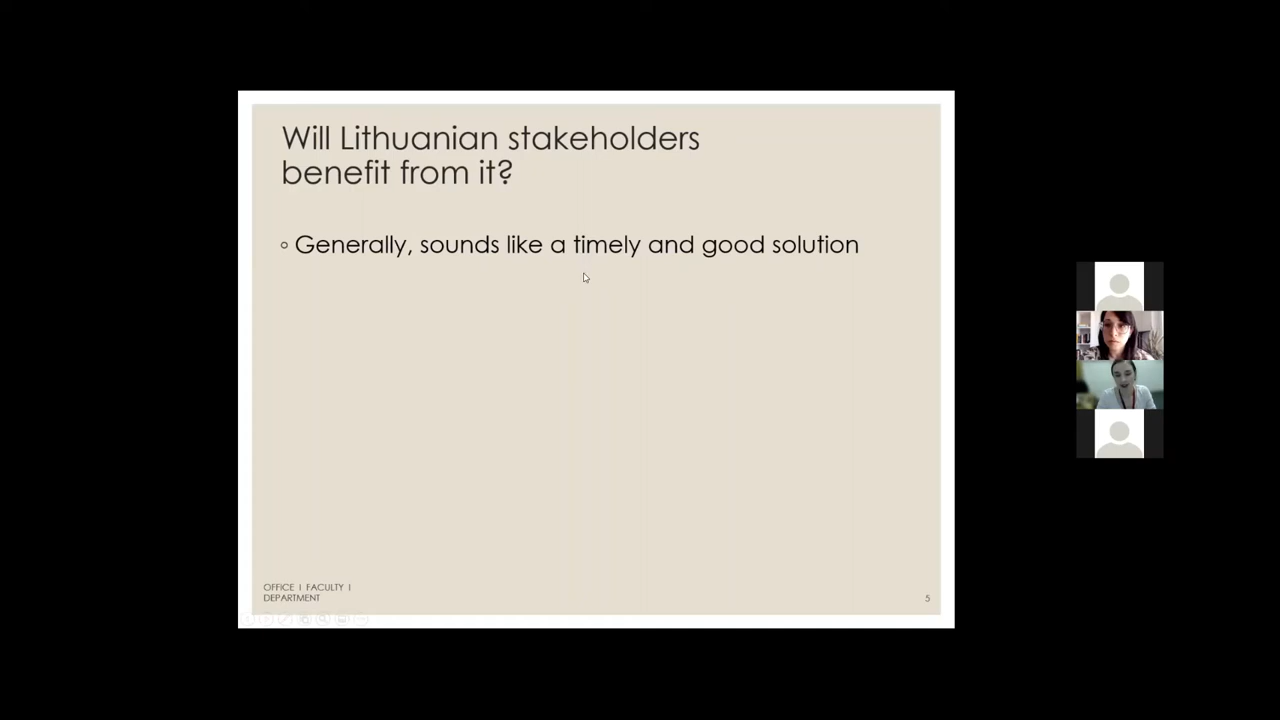 Will Lithuanian stakeholders
benefit from it?
Generally, sounds like a timely and good solution
OFFICE I FACULTY I
DEPARTMENT
5